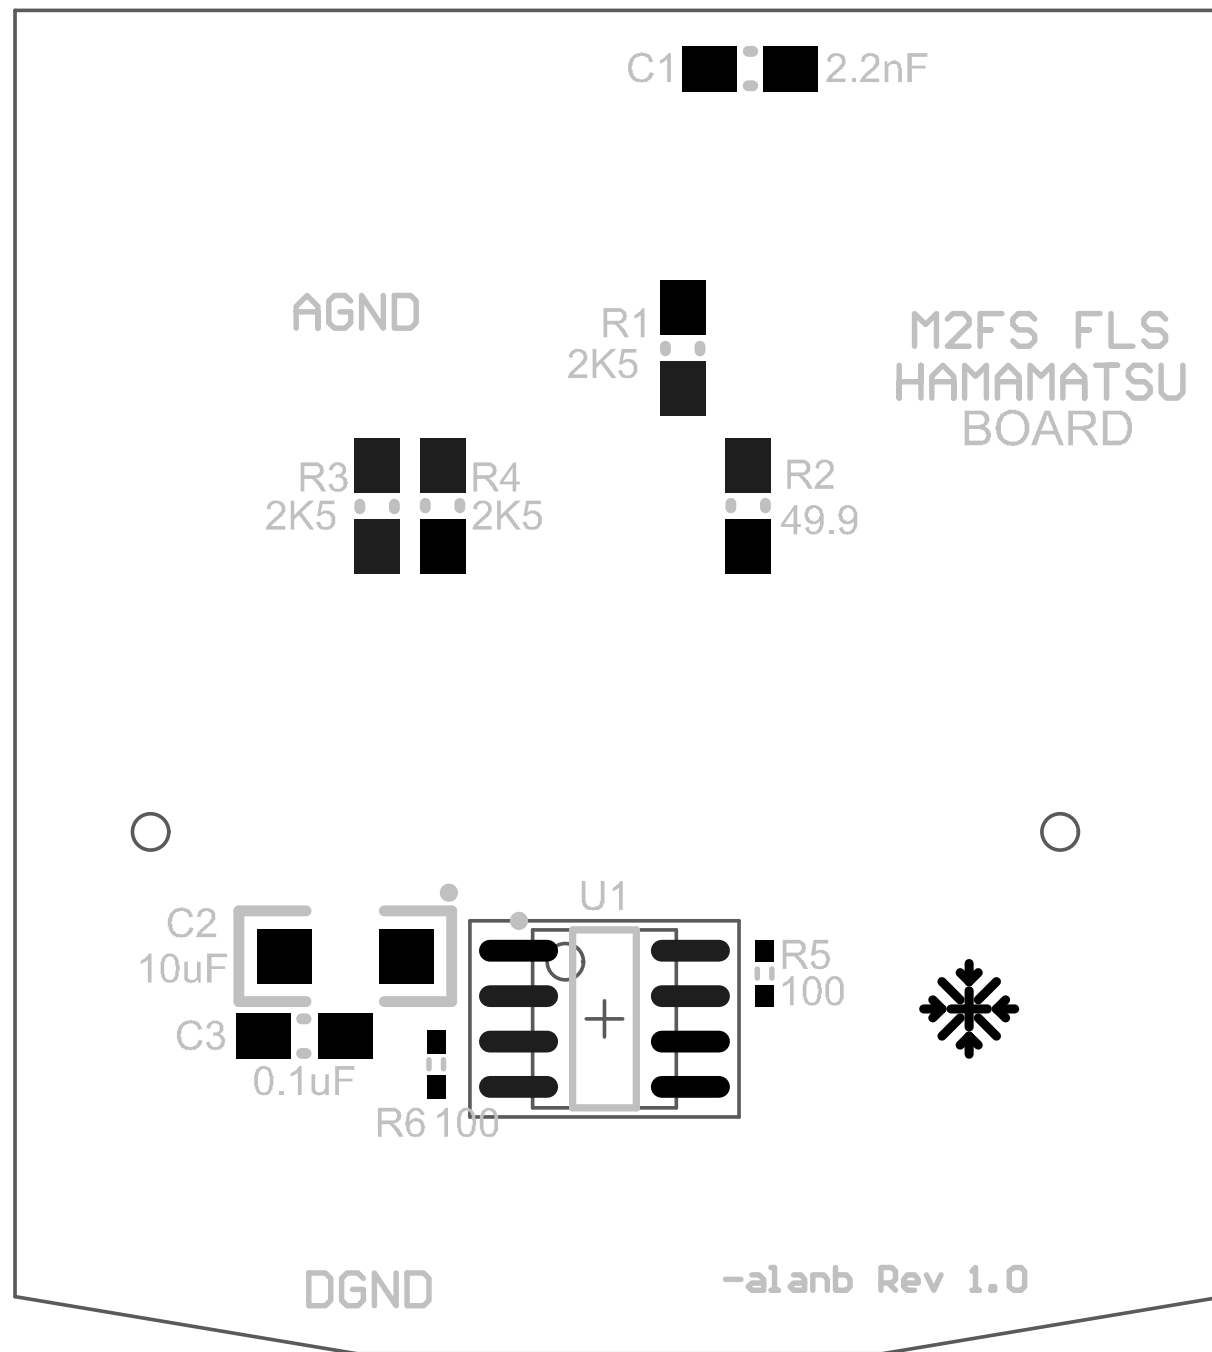 C1 2.2nF
AGND
R1
2K5
M2FS FLS
HAMAMATSU
BOARD
R3
2K5
R4
2K5
R2
49.9
C2
10uF
U1
R5
100
C3
0.1uF
R6 100
DGND
-alanb Rev 1.0